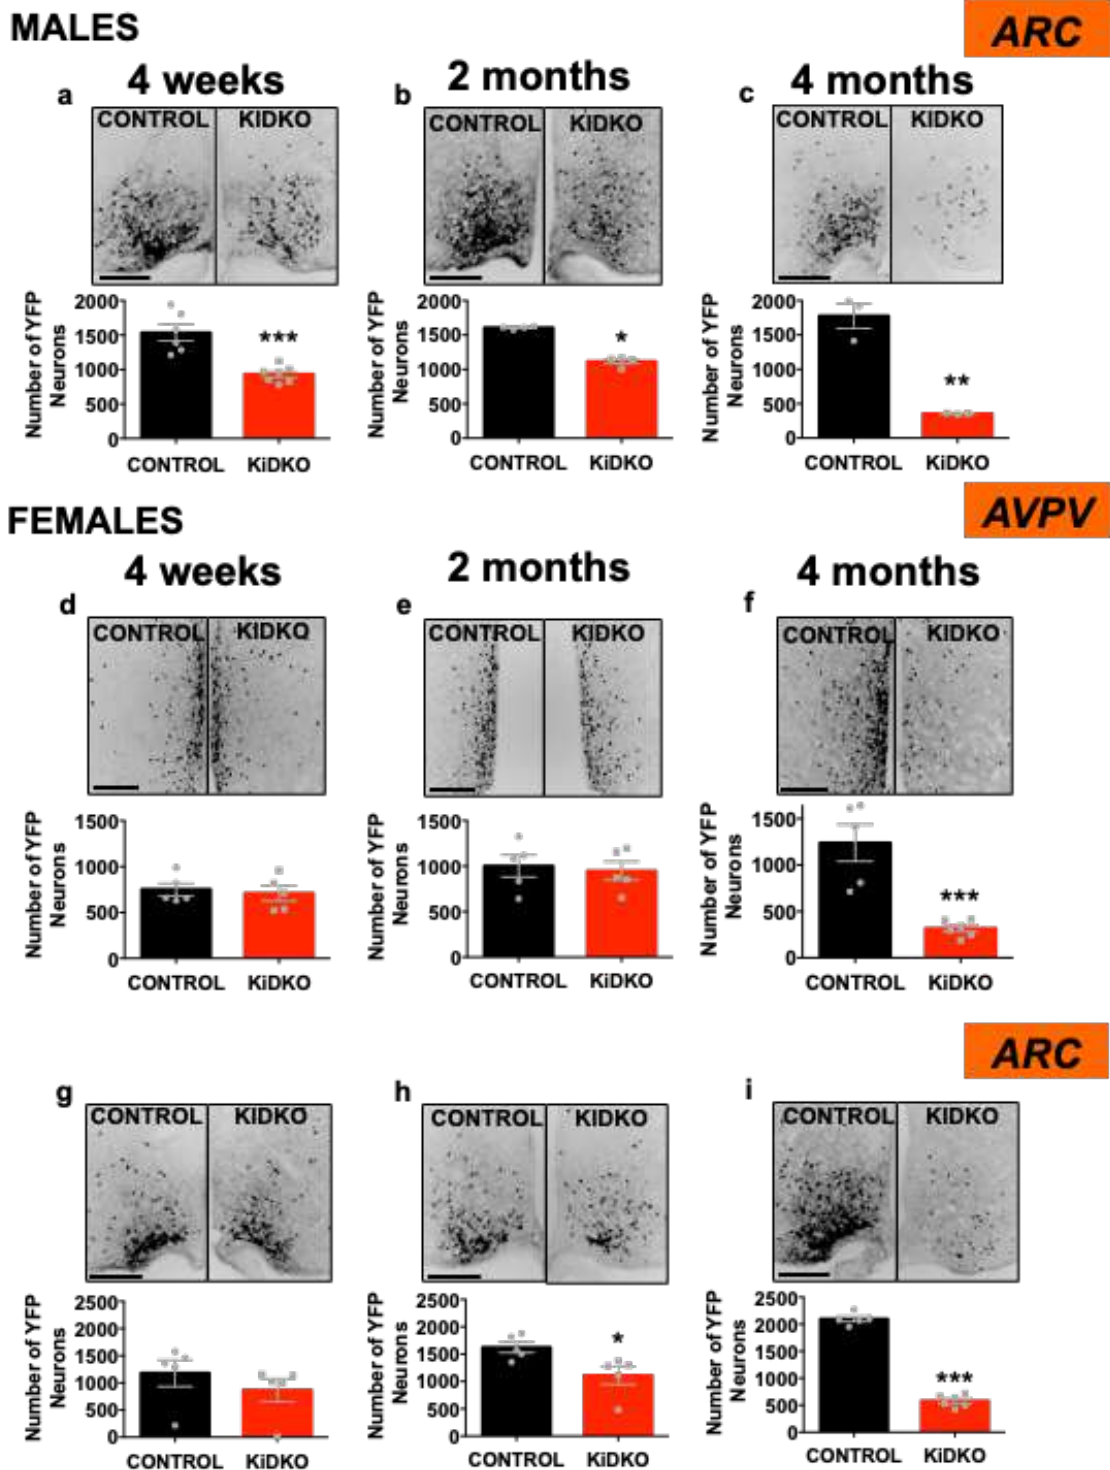 MALES
ARC
4 weeks
2 months
4 months
a
b
c
CONTROL KIDKO
CONTROL KIDKO
CONTROL KIDKO
Number of YFP
Neurons
2000
1500
1000
500
0
***
CONTROL KiDKO
Number of YFP
Neurons
2000
1500
1000
500
0
*
CONTROL KiDKO
Number of YFP
Neurons
2000
1500
1000
500
0
**
CONTROL KiDKO
FEMALES
AVPV
4 weeks
2 months
4 months
d
e
f
CONTROL KIDKO
CONTROL KIDKO
CONTROL KIDKO
Number of YFP
Neurons
1500
1000
500
0
CONTROL KiDKO
Number of YFP
Neurons
1500
1000
500
0
CONTROL KiDKO
Number of YFP
Neurons
1500
1000
500
0
***
CONTROL KiDKO
ARC
g
h
i
CONTROL KIDKO
CONTROL KIDKO
CONTROL KIDKO
Number of YFP
Neurons
2500
2000
1500
1000
500
0
CONTROL KiDKO
Number of YFP
Neurons
2500
2000
1500
1000
500
0
*
CONTROL KiDKO
Number of YFP
Neurons
2500
2000
1500
1000
500
0
***
CONTROL KiDKO